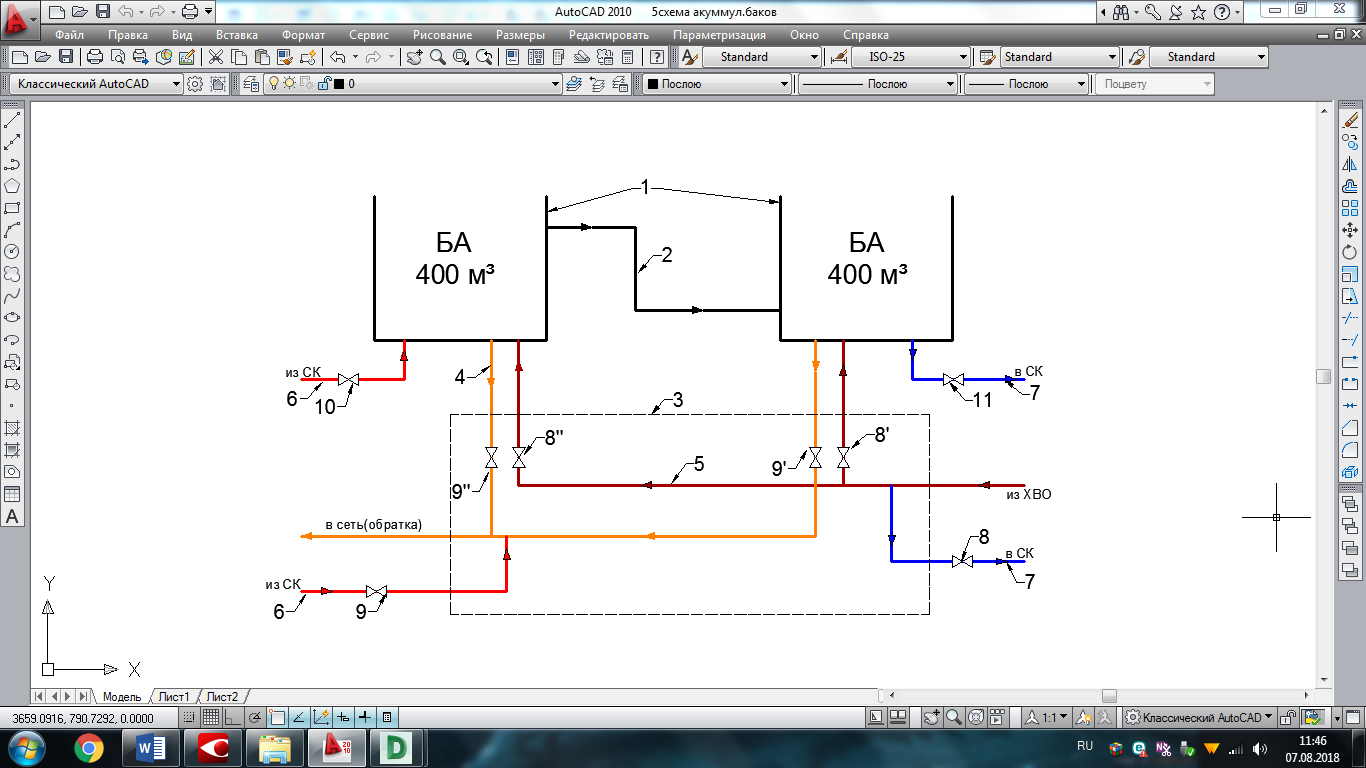 AutoCAD 2010 5схема акуммул.баков
Файл Правка Вид Вставка Формат Сервис Рисование Размеры Редактировать Параметризация Окно Справка
Standard ISO-25 Standard Standard
Классический AutoCAD 0 Послою Послою Послою Поцвету
1
БА
400 м³
БА
400 м³
2
из СК
6
10
4
в СК
11
7
3
8''
8'
9''
9'
5
из ХВО
в сеть(обратка)
8
в СК
7
из СК
6
9
Y
X
A
Модель Лист1 Лист2
3659.0916, 790.7292, 0.0000 1:1 Классический AutoCAD
RU
11:46
07.08.2018